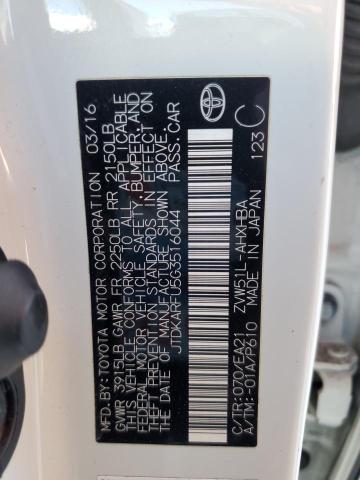 MFD.BY:TOYOTA MOTOR CORPORATION 03/16
GVWR 3915LB GAWR FR 2250LB RR 2150LB
THIS VEHICLE CONFORMS TO ALL APPLICABLE
FEDERAL MOTOR VEHICLE SAFETY,BUMPER,AND
THEFT PREVENTION STANDARDS IN EFFECT ON
THE DATE OF MANUFACTURE SHOWN ABOVE.
JTDKARFU5G3516044 PASS.CAR
C/TR:070/EA21 ZVW51L-AHXHBA
A/TM:-01A/P610 MADE IN JAPAN 123 C
TOYOTA